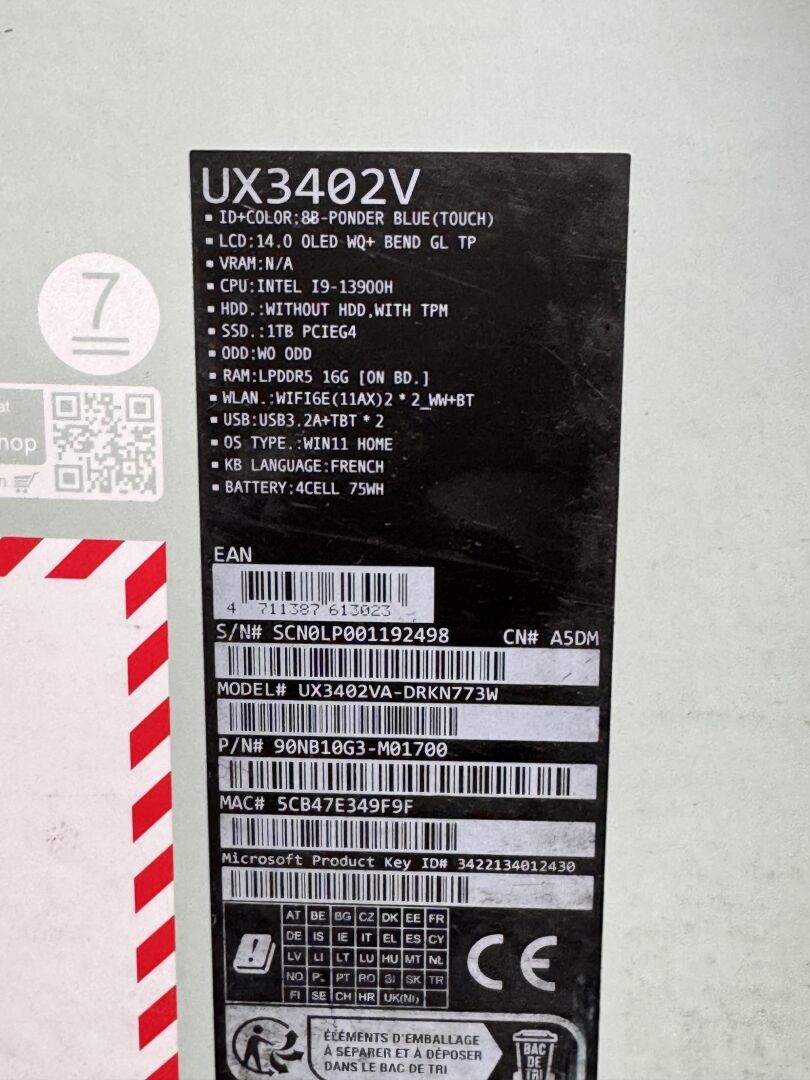 UX3402V
▪ ID+COLOR:8B-PONDER BLUE(TOUCH)
▪ LCD:14.0 OLED WQ+ BEND GL TP
▪ VRAM:N/A
▪ CPU:INTEL I9-13900H
▪ HDD.:WITHOUT HDD,WITH TPM
▪ SSD.:1TB PCIEG4
▪ ODD:WO ODD
▪ RAM:LPDDR5 16G [ON BD.]
▪ WLAN.:WIFI6E(11AX)2*2_WW+BT
▪ USB:USB3.2A+TBT*2
▪ OS TYPE.:WIN11 HOME
▪ KB LANGUAGE:FRENCH
▪ BATTERY:4CELL 75WH
7
at
hop
n
EAN
4 711387 613023
S/N# SCN0LP001192498 CN# A5DM
MODEL# UX3402VA-DRKN773W
P/N# 90NB10G3-M01700
MAC# 5CB47E349F9F
Microsoft Product Key ID# 3422134012430
AT BE BG CZ DK EE FR
DE IS IE IT EL ES CY
LV LI LT LU HU MT NL
NO PL PT RO SI SK TR
FI SE CH HR UK(NI)
CE
ÉLÉMENTS D'EMBALLAGE
À SÉPARER ET À DÉPOSER
DANS LE BAC DE TRI
BAC
DE
TRI